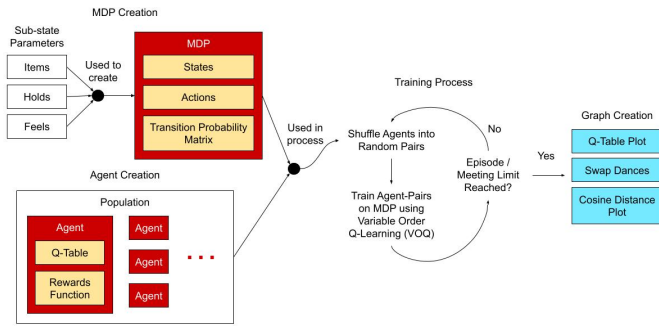 MDP Creation
Sub-state
Parameters
Items
Holds
Feels
Used to
create
MDP
States
Actions
Transition Probability
Matrix
Agent Creation
Population
Agent
Q-Table
Rewards
Function
Agent
Agent
Agent
Used in
process
Training Process
Shuffle Agents into
Random Pairs
Train Agent-Pairs
on MDP using
Variable Order
Q-Learning (VOQ)
No
Episode /
Meeting Limit
Reached?
Yes
Graph Creation
Q-Table Plot
Swap Dances
Cosine Distance
Plot